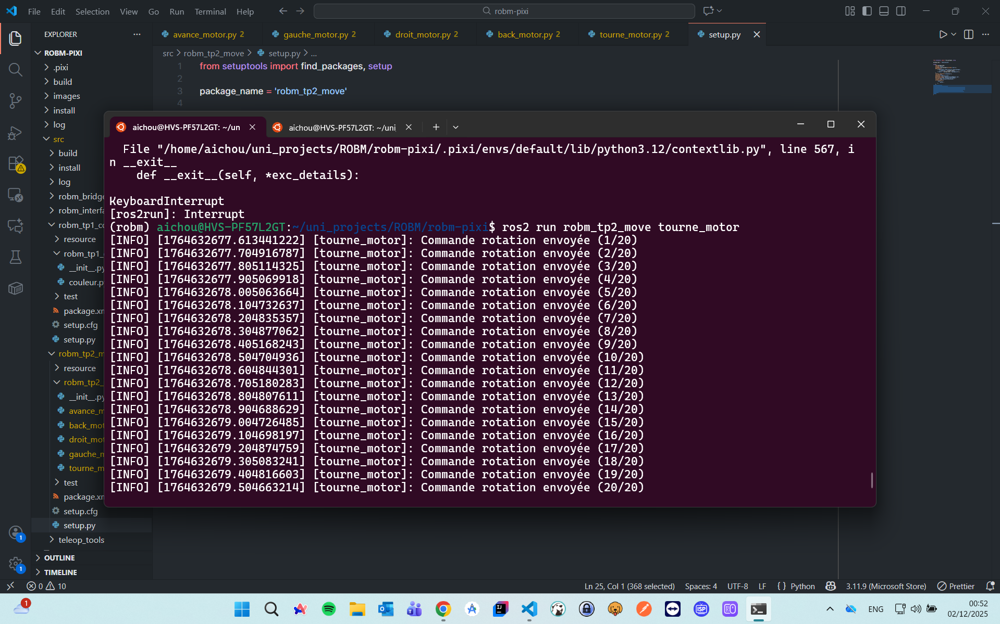 File Edit Selection View Go Run Terminal Help
robm-pixi
EXPLORER
avance_motor.py 2
gauche_motor.py 2
droit_motor.py 2
back_motor.py 2
tourne_motor.py 2
setup.py
ROBM-PIXI
.pixi
build
images
install
log
src
build
install
log
robm_bridge
robm_interfa
robm_tp1_co
resource
robm_tp1_
__init__.py
couleur.p
test
package.xm
setup.cfg
setup.py
robm_tp2_m
resource
robm_tp2_
__init__.py
avance_m
back_mot
droit_mot
gauche_m
tourne_m
test
package.xm
setup.cfg
setup.py
teleop_tools
OUTLINE
TIMELINE
src > robm_tp2_move > setup.py > ...
1 from setuptools import find_packages, setup
2
3 package_name = 'robm_tp2_move'
4
aichou@HVS-PF57L2GT: ~/un
aichou@HVS-PF57L2GT: ~/uni
File "/home/aichou/uni_projects/ROBM/robm-pixi/.pixi/envs/default/lib/python3.12/contextlib.py", line 567, i
n __exit__
def __exit__(self, *exc_details):
KeyboardInterrupt
[ros2run]: Interrupt
(robm) aichou@HVS-PF57L2GT:~/uni_projects/ROBM/robm-pixi$ ros2 run robm_tp2_move tourne_motor
[INFO] [1764632677.613441222] [tourne_motor]: Commande rotation envoyée (1/20)
[INFO] [1764632677.704916787] [tourne_motor]: Commande rotation envoyée (2/20)
[INFO] [1764632677.805114325] [tourne_motor]: Commande rotation envoyée (3/20)
[INFO] [1764632677.905069918] [tourne_motor]: Commande rotation envoyée (4/20)
[INFO] [1764632678.005063664] [tourne_motor]: Commande rotation envoyée (5/20)
[INFO] [1764632678.104732637] [tourne_motor]: Commande rotation envoyée (6/20)
[INFO] [1764632678.204835357] [tourne_motor]: Commande rotation envoyée (7/20)
[INFO] [1764632678.304877062] [tourne_motor]: Commande rotation envoyée (8/20)
[INFO] [1764632678.405168243] [tourne_motor]: Commande rotation envoyée (9/20)
[INFO] [1764632678.504704936] [tourne_motor]: Commande rotation envoyée (10/20)
[INFO] [1764632678.604844301] [tourne_motor]: Commande rotation envoyée (11/20)
[INFO] [1764632678.705180283] [tourne_motor]: Commande rotation envoyée (12/20)
[INFO] [1764632678.804807611] [tourne_motor]: Commande rotation envoyée (13/20)
[INFO] [1764632678.904688629] [tourne_motor]: Commande rotation envoyée (14/20)
[INFO] [1764632679.004726485] [tourne_motor]: Commande rotation envoyée (15/20)
[INFO] [1764632679.104698197] [tourne_motor]: Commande rotation envoyée (16/20)
[INFO] [1764632679.204874759] [tourne_motor]: Commande rotation envoyée (17/20)
[INFO] [1764632679.305083241] [tourne_motor]: Commande rotation envoyée (18/20)
[INFO] [1764632679.404816603] [tourne_motor]: Commande rotation envoyée (19/20)
[INFO] [1764632679.504663214] [tourne_motor]: Commande rotation envoyée (20/20)
1
1
0 10
Ln 25, Col 1 (368 selected) Spaces: 4 UTF-8 LF {} Python 3.11.9 (Microsoft Store) Prettier
1
IJ
ISP
ENG
00:52
02/12/2025